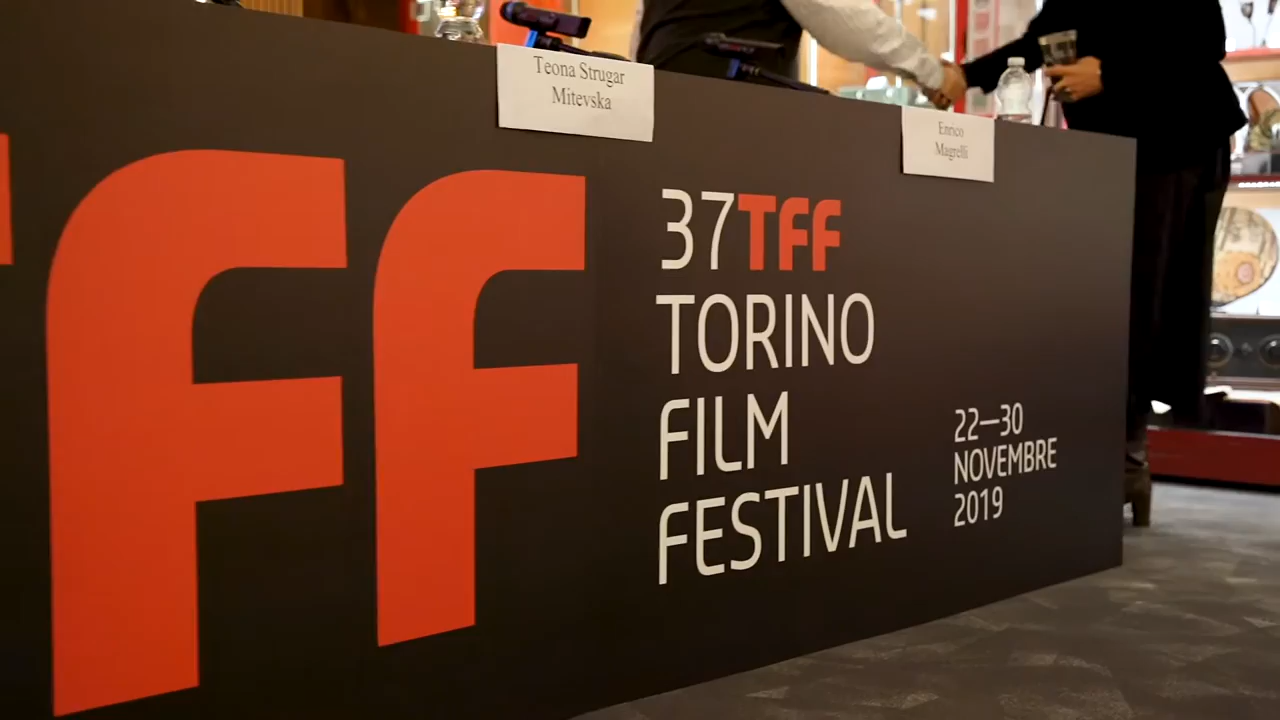 Teona Strugar
Mitevska
Enrico
Magrelli
FF
37TFF
TORINO
FILM
FESTIVAL
22—30
NOVEMBRE
2019